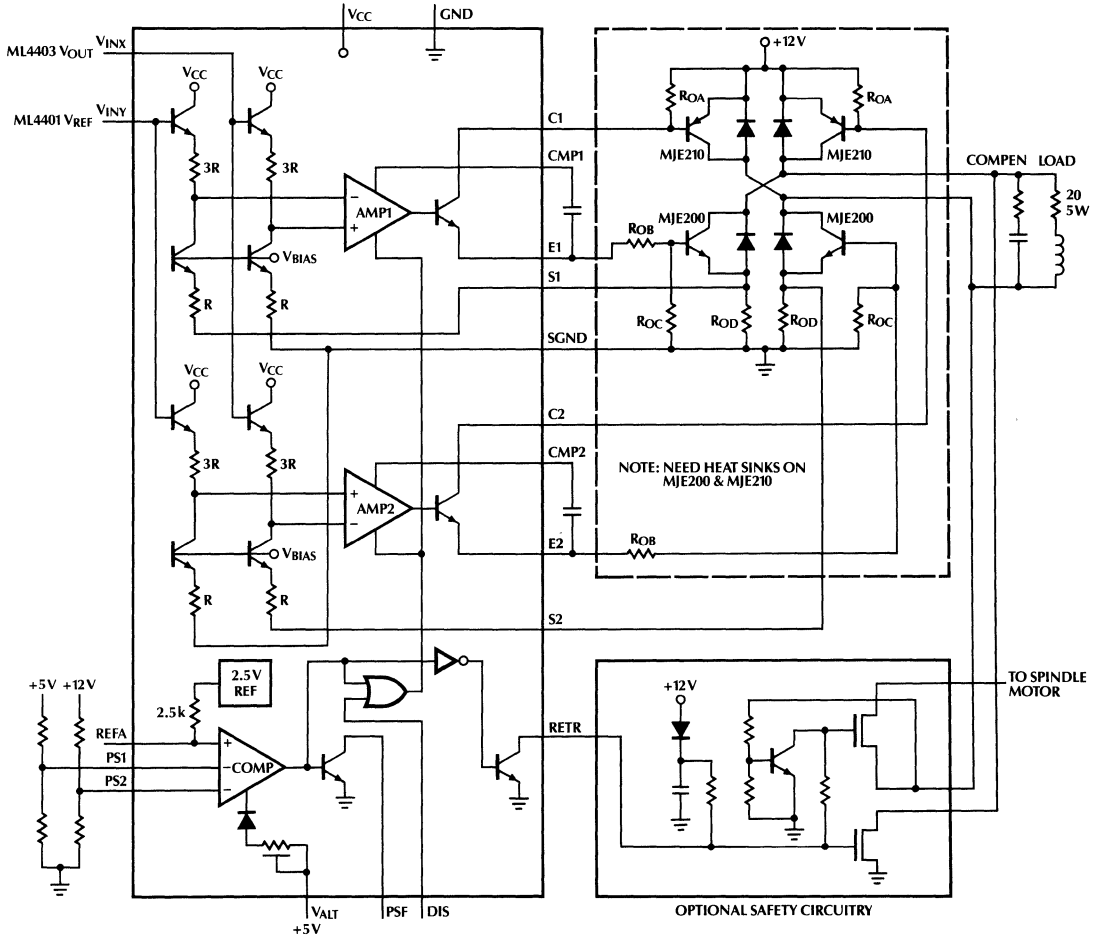 VCC
GND
VINX
ML4403 VOUT
VCC
VCC
+12V
VINY
ML4401 VREF
ROA
ROA
C1
MJE210
MJE210
3R
3R
CMP1
COMPEN
LOAD
AMP1
−
+
20
5W
MJE200
MJE200
ROB
E1
VBIAS
S1
R
R
ROC
ROD
ROD
ROC
SGND
VCC
VCC
C2
3R
3R
CMP2
NOTE: NEED HEAT SINKS ON
MJE200 & MJE210
+
AMP2
−
E2
ROB
VBIAS
R
R
S2
2.5V
REF
+5V
+12V
2.5k
+12V
TO SPINDLE
MOTOR
REFA
RETR
+
PS1
−
COMP
PS2
−
VALT
+5V
PSF
DIS
OPTIONAL SAFETY CIRCUITRY